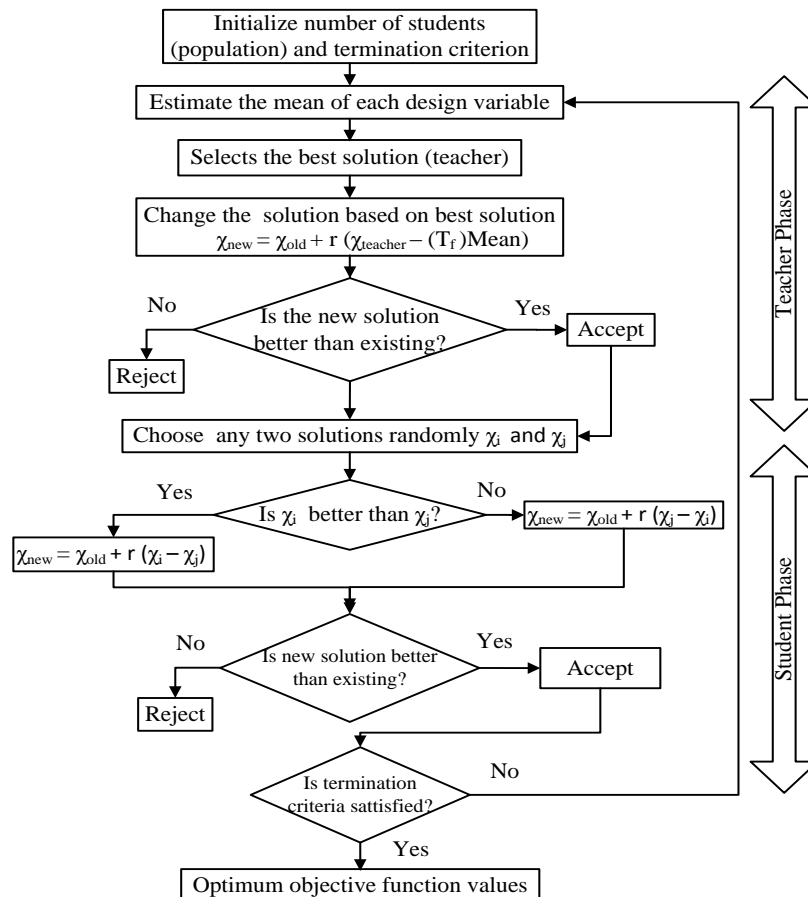 Initialize number of students
(population) and termination criterion
Estimate the mean of each design variable
Selects the best solution (teacher)
Change the solution based on best solution
χnew = χold + r (χteacher – (Tf)Mean)
No
Yes
Is the new solution
better than existing?
Accept
Reject
Choose any two solutions randomly χi and χj
Yes
No
Is χi better than χj?
χnew = χold + r (χj – χi)
χnew = χold + r (χi – χj)
No
Yes
Is new solution better
than existing?
Accept
Reject
Is termination
criteria sattisfied?
No
Yes
Optimum objective function values
Teacher Phase
Student Phase